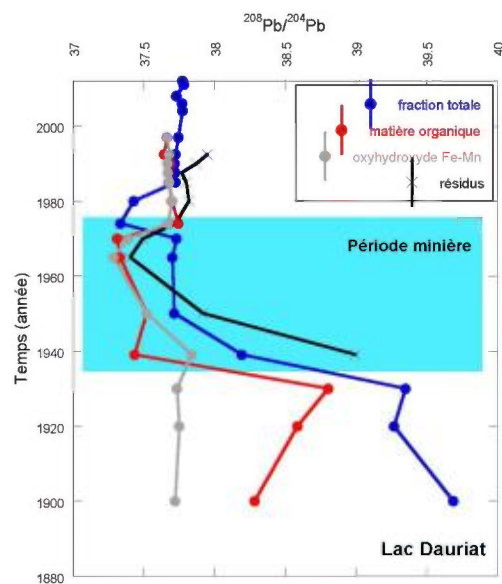 ²⁰⁸Pb/²⁰⁴Pb
37 37.5 38 38.5 39 39.5 40
fraction totale
matière organique
oxyhydroxyde Fe-Mn
résidus
Période minière
Temps (année)
2000
1980
1960
1940
1920
1900
1880
Lac Dauriat